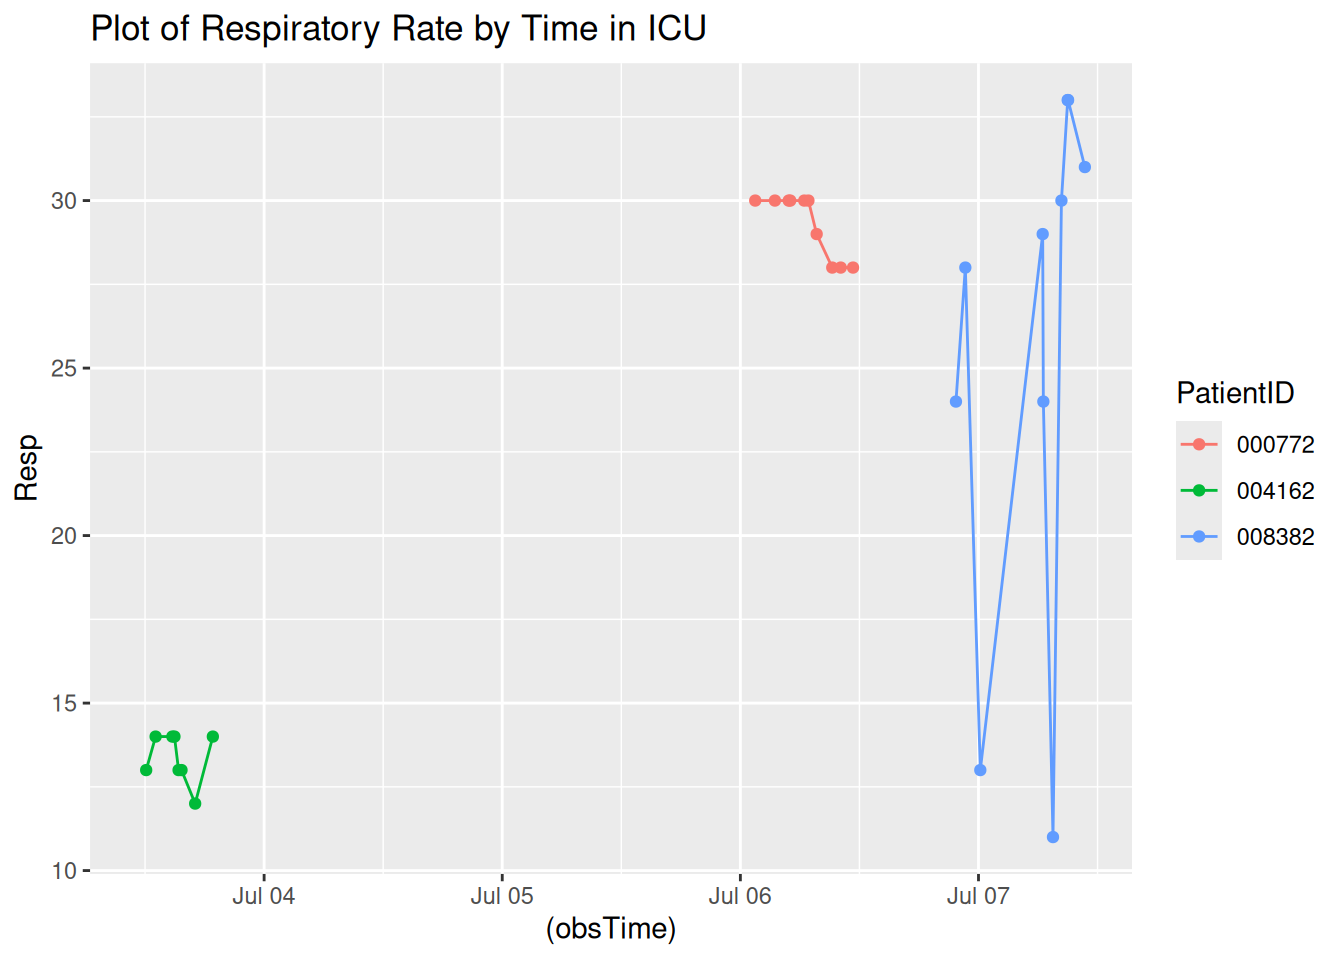 Plot of Respiratory Rate by Time in ICU
30
25
20
15
10
Resp
Jul 04
Jul 05
Jul 06
Jul 07
(obsTime)
PatientID
000772
004162
008382